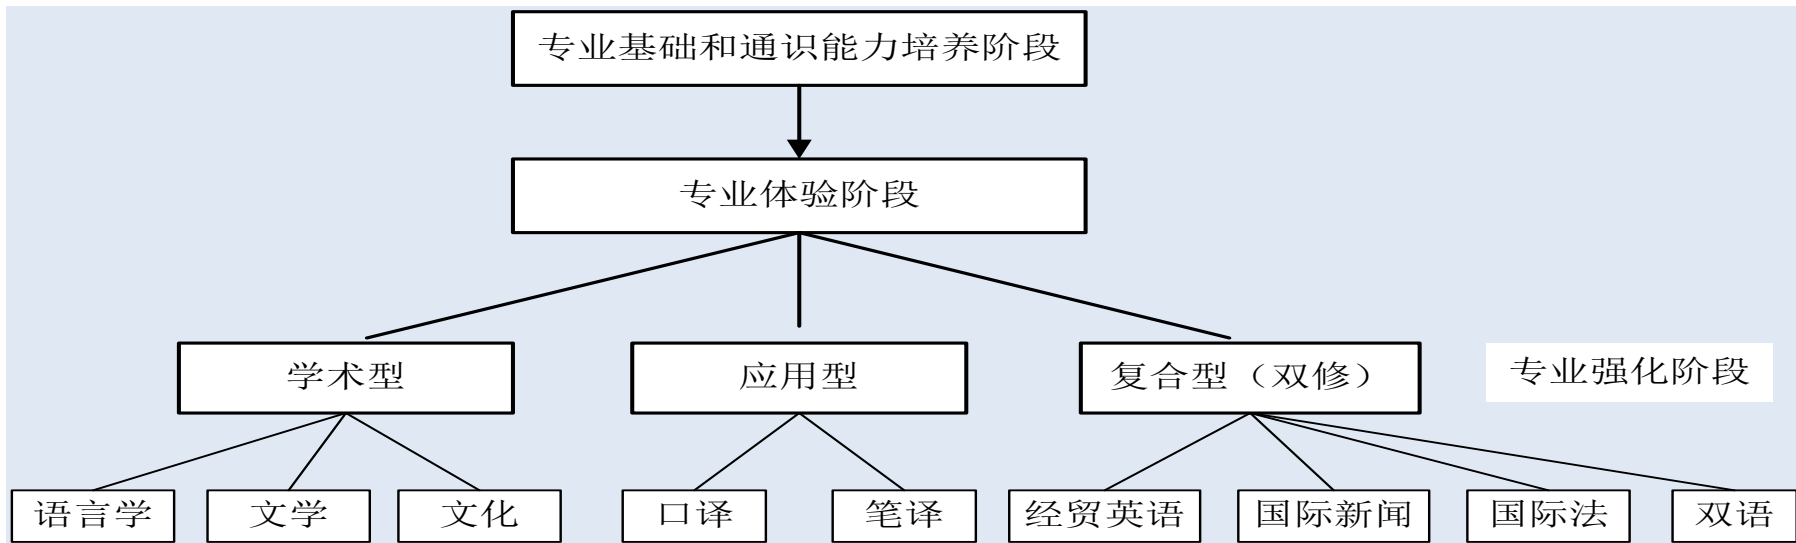 专业基础和通识能力培养阶段
专业体验阶段
学术型
应用型
复合型（双修）
专业强化阶段
语言学
文学
文化
口译
笔译
经贸英语
国际新闻
国际法
双语